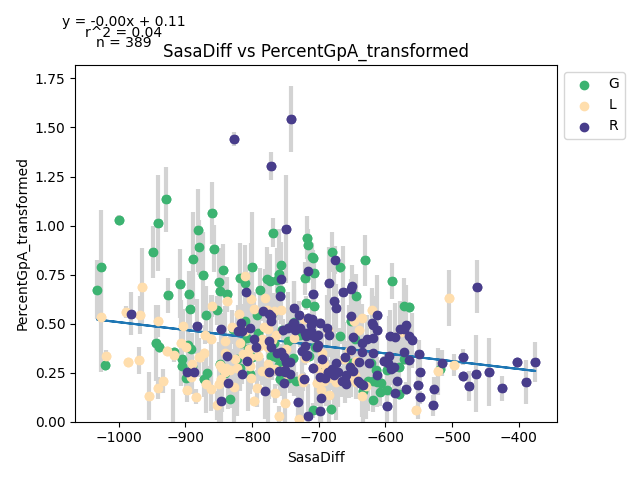 y = -0.00x + 0.11
r^2 = 0.04
n = 389
SasaDiff vs PercentGpA_transformed
G
L
R
PercentGpA_transformed
1.75
1.50
1.25
1.00
0.75
0.50
0.25
0.00
−1000 −900 −800 −700 −600 −500 −400
SasaDiff